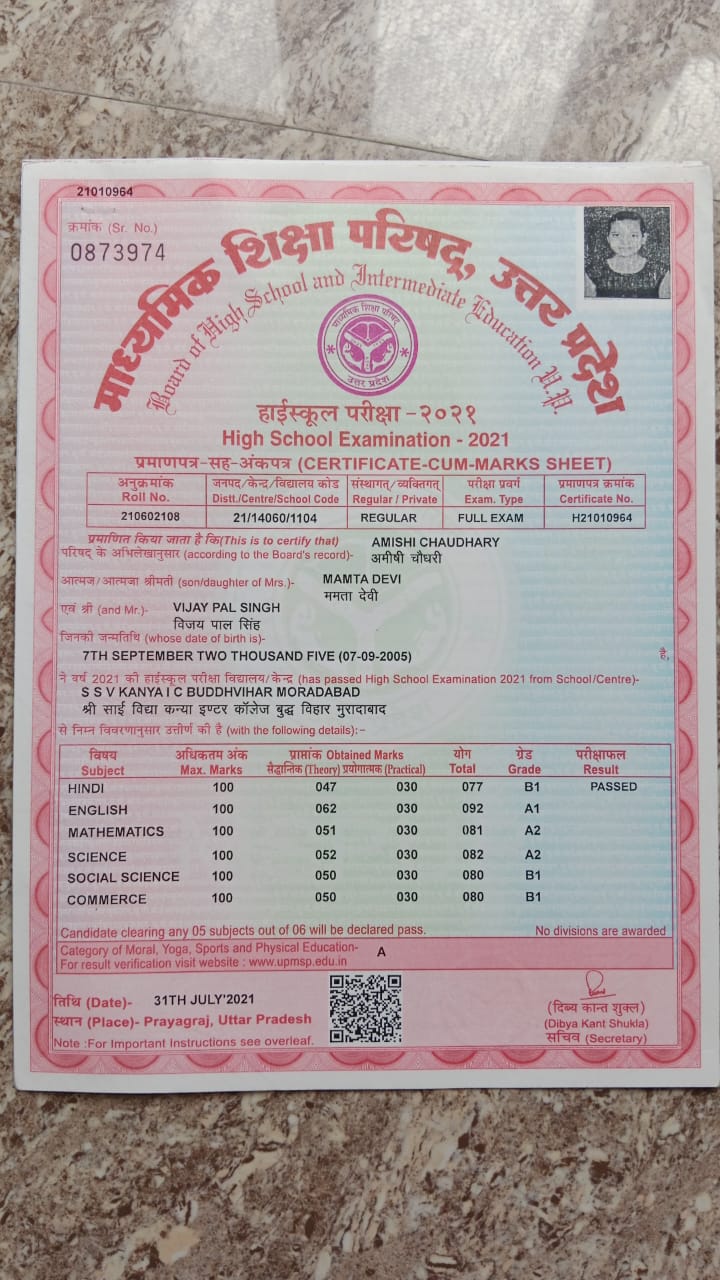 21010964
क्रमांक (Sr. No.)
0873974
माध्यमिक शिक्षा परिषद्, उत्तर प्रदेश
Board of High School and Intermediate Education U.P.
माध्यमिक शिक्षा परिषद्
उत्तर प्रदेश
हाईस्कूल परीक्षा -२०२१
High School Examination - 2021
प्रमाणपत्र-सह-अंकपत्र (CERTIFICATE-CUM-MARKS SHEET)
अनुक्रमांक जनपद/केन्द्र/विद्यालय कोड संस्थागत्/व्यक्तिगत् परीक्षा प्रवर्ग प्रमाणपत्र क्रमांक
Roll No. Distt./Centre/School Code Regular / Private Exam. Type Certificate No.
210602108 21/14060/1104 REGULAR FULL EXAM H21010964
प्रमाणित किया जाता है कि(This is to certify that) AMISHI CHAUDHARY
परिषद् के अभिलेखानुसार (according to the Board's record)- अमीषी चौधरी
आत्मज/आत्मजा श्रीमती (son/daughter of Mrs.)- MAMTA DEVI
ममता देवी
एवं श्री (and Mr.)- VIJAY PAL SINGH
विजय पाल सिंह
जिनकी जन्मतिथि (whose date of birth is)-
7TH SEPTEMBER TWO THOUSAND FIVE (07-09-2005) है,
ने वर्ष 2021 की हाईस्कूल परीक्षा विद्यालय/केन्द्र (has passed High School Examination 2021 from School/Centre)-
S S V KANYA I C BUDDHVIHAR MORADABAD
श्री साई विद्या कन्या इण्टर कॉलेज बुद्ध विहार मुरादाबाद
से निम्न विवरणानुसार उत्तीर्ण की है (with the following details):-
विषय अधिकतम अंक प्राप्तांक Obtained Marks योग ग्रेड परीक्षाफल
Subject Max. Marks सैद्धान्तिक (Theory) प्रयोगात्मक (Practical) Total Grade Result
HINDI 100 047 030 077 B1 PASSED
ENGLISH 100 062 030 092 A1
MATHEMATICS 100 051 030 081 A2
SCIENCE 100 052 030 082 A2
SOCIAL SCIENCE 100 050 030 080 B1
COMMERCE 100 050 030 080 B1
Candidate clearing any 05 subjects out of 06 will be declared pass. No divisions are awarded
Category of Moral, Yoga, Sports and Physical Education- A
For result verification visit website : www.upmsp.edu.in
तिथि (Date)- 31TH JULY'2021
स्थान (Place)- Prayagraj, Uttar Pradesh
Note :For Important Instructions see overleaf.
(दिब्य कान्त शुक्ल)
(Dibya Kant Shukla)
सचिव (Secretary)